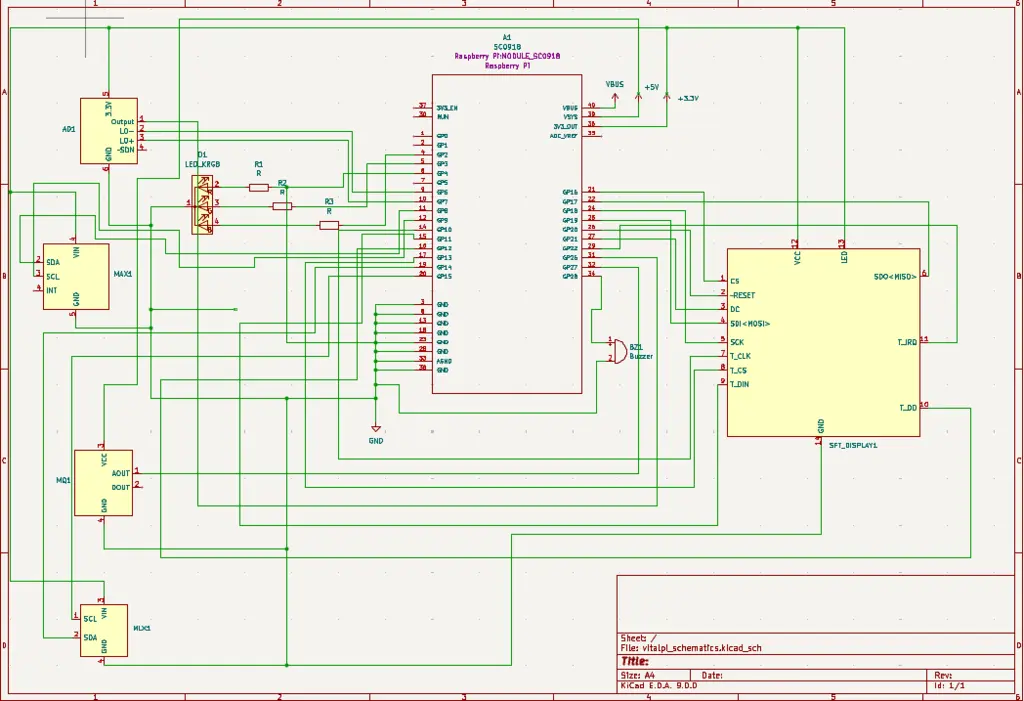 1 2 3 4 5 6
A1
SC0918
Raspberry Pi:MODULE_SC0918
Raspberry Pi
VBUS
+5V
+3.3V
A
A
AD1
3.3V
5
Output 1
LO- 2
LO+ 3
-SDN 4
GND
6
D1
LED_KRGB
1
2
3
4
R1
R
R2
R
R3
R
37 3V3_EN
30 RUN
1 GP0
2 GP1
4 GP2
5 GP3
6 GP4
7 GP5
9 GP6
10 GP7
11 GP8
12 GP9
14 GP10
15 GP11
16 GP12
17 GP13
19 GP14
20 GP15
3 GND
8 GND
13 GND
18 GND
23 GND
28 GND
33 AGND
38 GND
VBUS 40
VSYS 39
3V3_OUT 36
ADC_VREF 35
GP16 21
GP17 22
GP18 24
GP19 25
GP20 26
GP21 27
GP22 29
GP26 31
GP27 32
GP28 34
B
B
MAX1
4
VIN
2 SDA
3 SCL
4 INT
GND
5
1
2
BZ1
Buzzer
GND
12
VCC
13
LED
1 CS
2 -RESET
3 DC
4 SDI<MOSI>
5 SCK
7 T_CLK
8 T_CS
9 T_DIN
SDO<MISO> 6
T_IRQ 11
T_DO 10
GND
14
SFT_DISPLAY1
C
C
MQ1
3
VCC
AOUT 1
DOUT 2
GND
4
MLX1
3
VIN
1 SCL
2 SDA
GND
4
D
D
Sheet: /
File: vitalpi_schematics.kicad_sch
Title:
Size: A4 Date: Rev:
KiCad E.D.A. 9.0.0 Id: 1/1
1 2 3 4 5 6